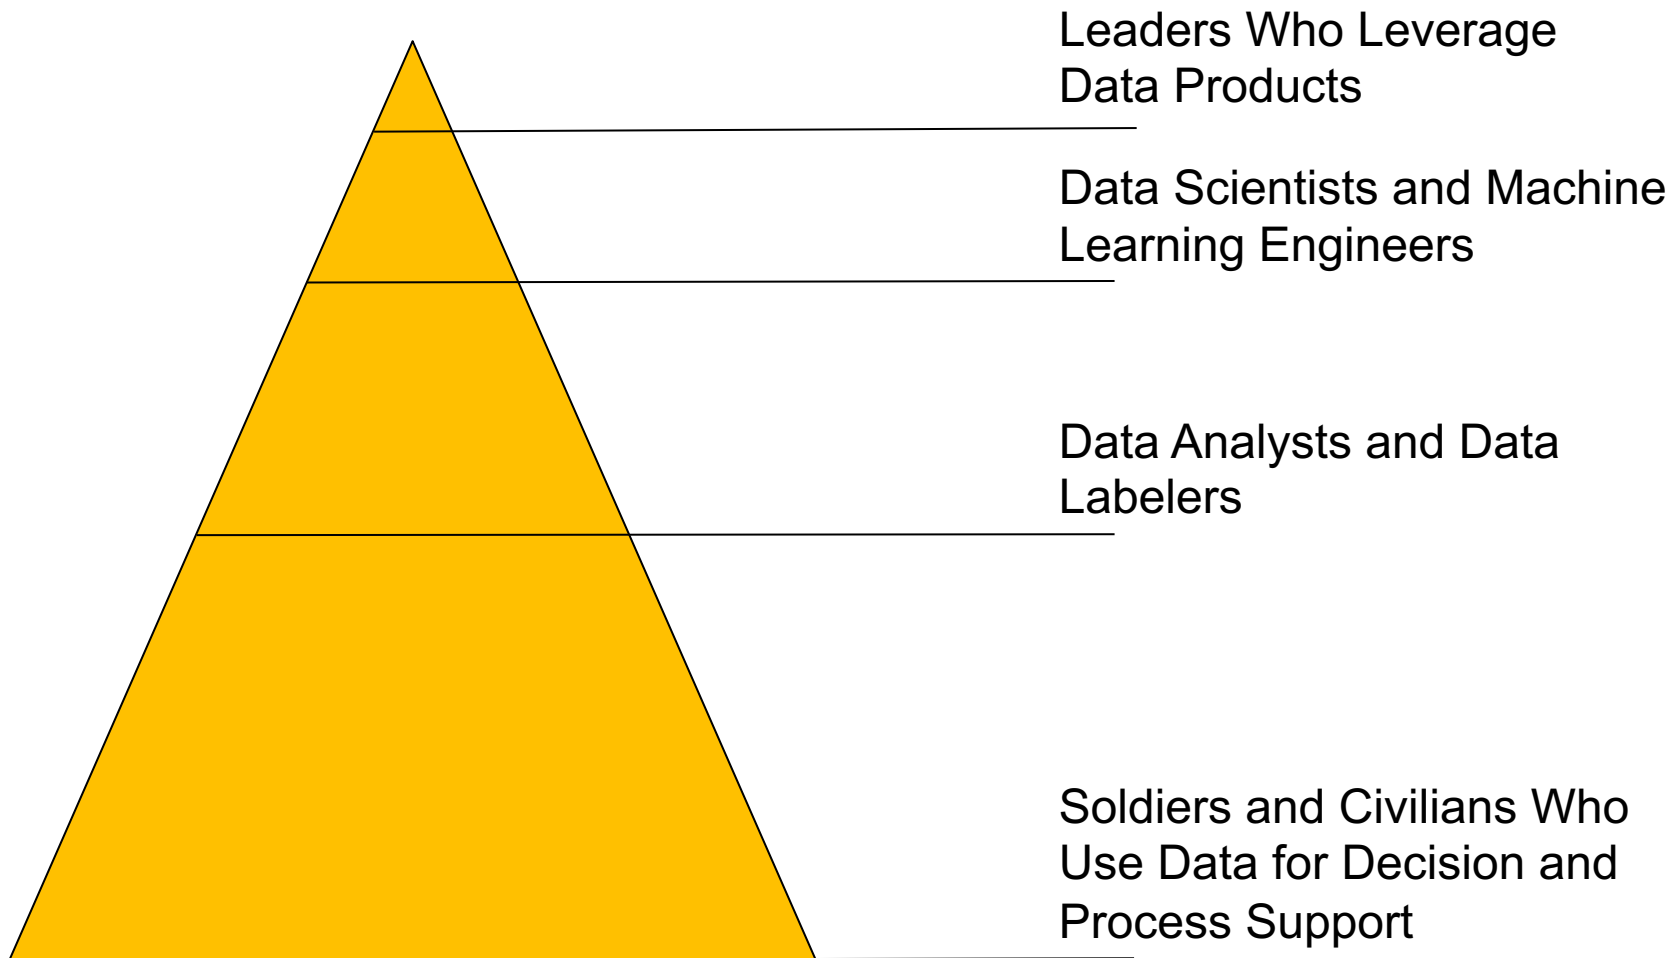 Leaders Who Leverage
Data Products
Data Scientists and Machine
Learning Engineers
Data Analysts and Data
Labelers
Soldiers and Civilians Who
Use Data for Decision and
Process Support